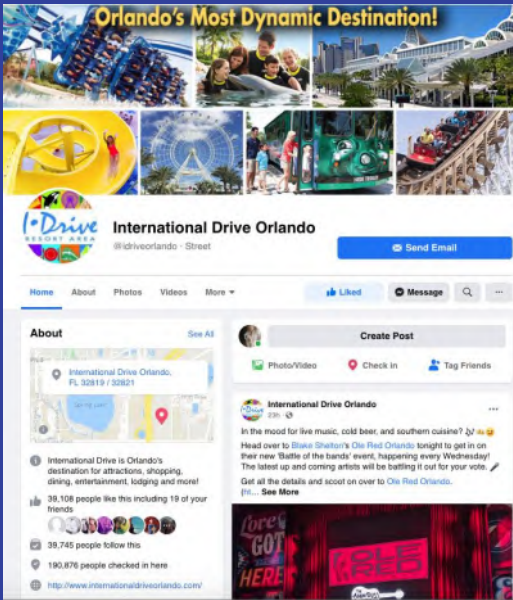 Orlando's Most Dynamic Destination!
I-Drive
RESORT AREA
International Drive Orlando
@idriveorlando · Street
Send Email
Home About Photos Videos More
Liked Message
About See All
International Drive Orlando,
FL 32819 / 32821
International Drive is Orlando's
destination for attractions, shopping,
dining, entertainment, lodging and more!
39,108 people like this including 19 of your
friends
39,745 people follow this
190,876 people checked in here
http://www.internationaldriveorlando.com/
Create Post
Photo/Video Check in Tag Friends
International Drive Orlando
23h ·
In the mood for live music, cold beer, and southern cuisine?
Head over to Blake Shelton's Ole Red Orlando tonight to get in on
their new 'Battle of the bands' event, happening every Wednesday!
The latest up and coming artists will be battling it out for your vote.
Get all the details and scoot on over to Ole Red Orlando.
... See More
Love
GOT
HERE
OLE
RED